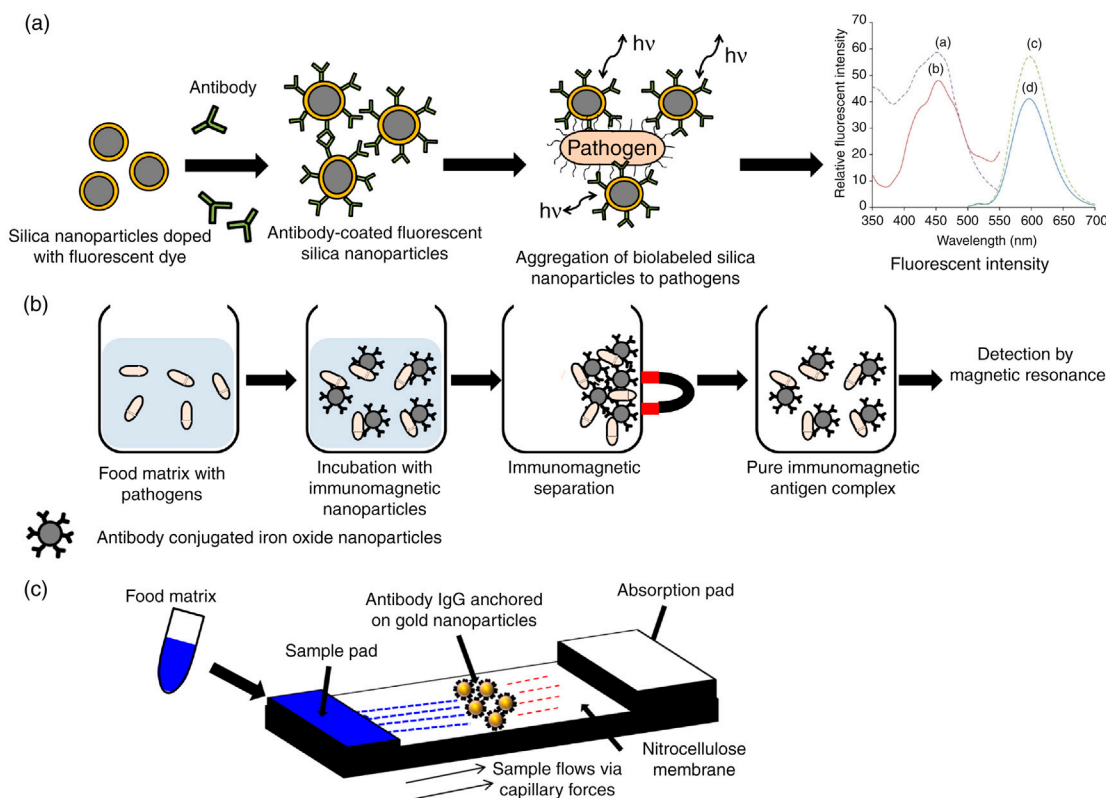 (a)
Antibody
Silica nanoparticles doped
with fluorescent dye
Antibody-coated fluorescent
silica nanoparticles
hν
hν
Pathogen
hν
Aggregation of biolabeled silica
nanoparticles to pathogens
Relative fluorescent intensity
70
60
50
40
30
20
10
0
(a)
(b)
(c)
(d)
350
400
450
500
550
600
650
700
Wavelength (nm)
Fluorescent intensity
(b)
Food matrix with
pathogens
Incubation with
immunomagnetic
nanoparticles
Immunomagnetic
separation
Pure immunomagnetic
antigen complex
Detection by
magnetic resonance
Antibody conjugated iron oxide nanoparticles
(c)
Food matrix
Sample pad
Antibody IgG anchored
on gold nanoparticles
Absorption pad
Nitrocellulose
membrane
Sample flows via
capillary forces